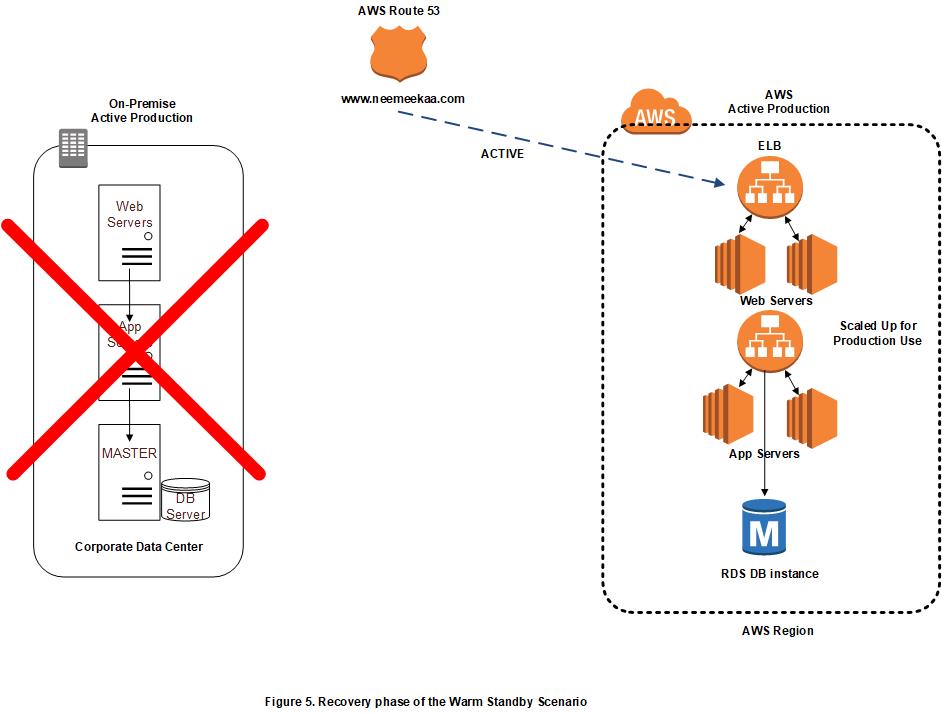 AWS Route 53
www.neemeekaa.com
On-Premise
Active Production
Web
Servers
App
MASTER
DB
Server
Corporate Data Center
ACTIVE
AWS
Active Production
AWS
ELB
Web Servers
Scaled Up for
Production Use
App Servers
M
RDS DB instance
AWS Region
Figure 5. Recovery phase of the Warm Standby Scenario